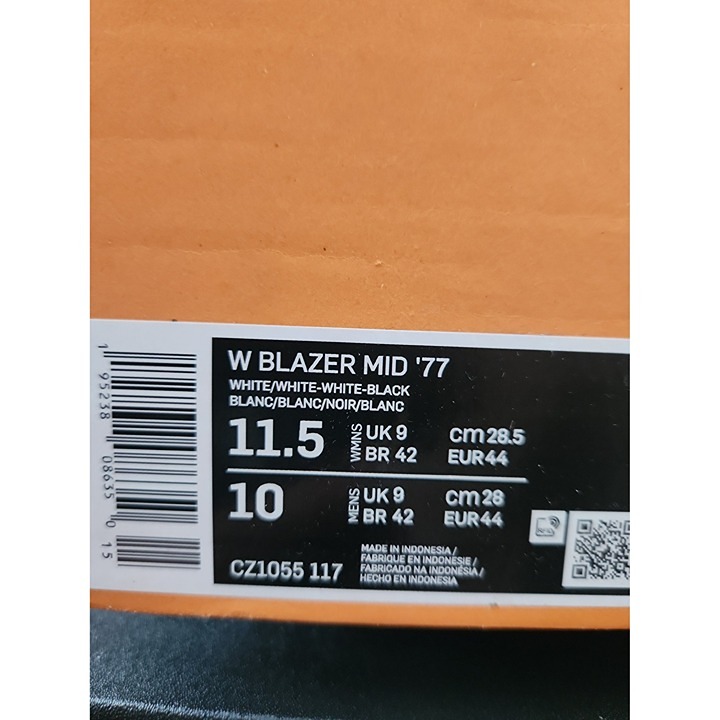 W BLAZER MID '77
WHITE/WHITE-WHITE-BLACK
BLANC/BLANC/NOIR/BLANC
11.5 WMNS UK 9 cm 28.5
BR 42 EUR 44
10 MENS UK 9 cm 28
BR 42 EUR 44
CZ1055 117
MADE IN INDONESIA /
FABRIQUE EN INDONESIE /
FABRICADO NA INDONÉSIA /
HECHO EN INDONESIA
1 95238 08635 0 15